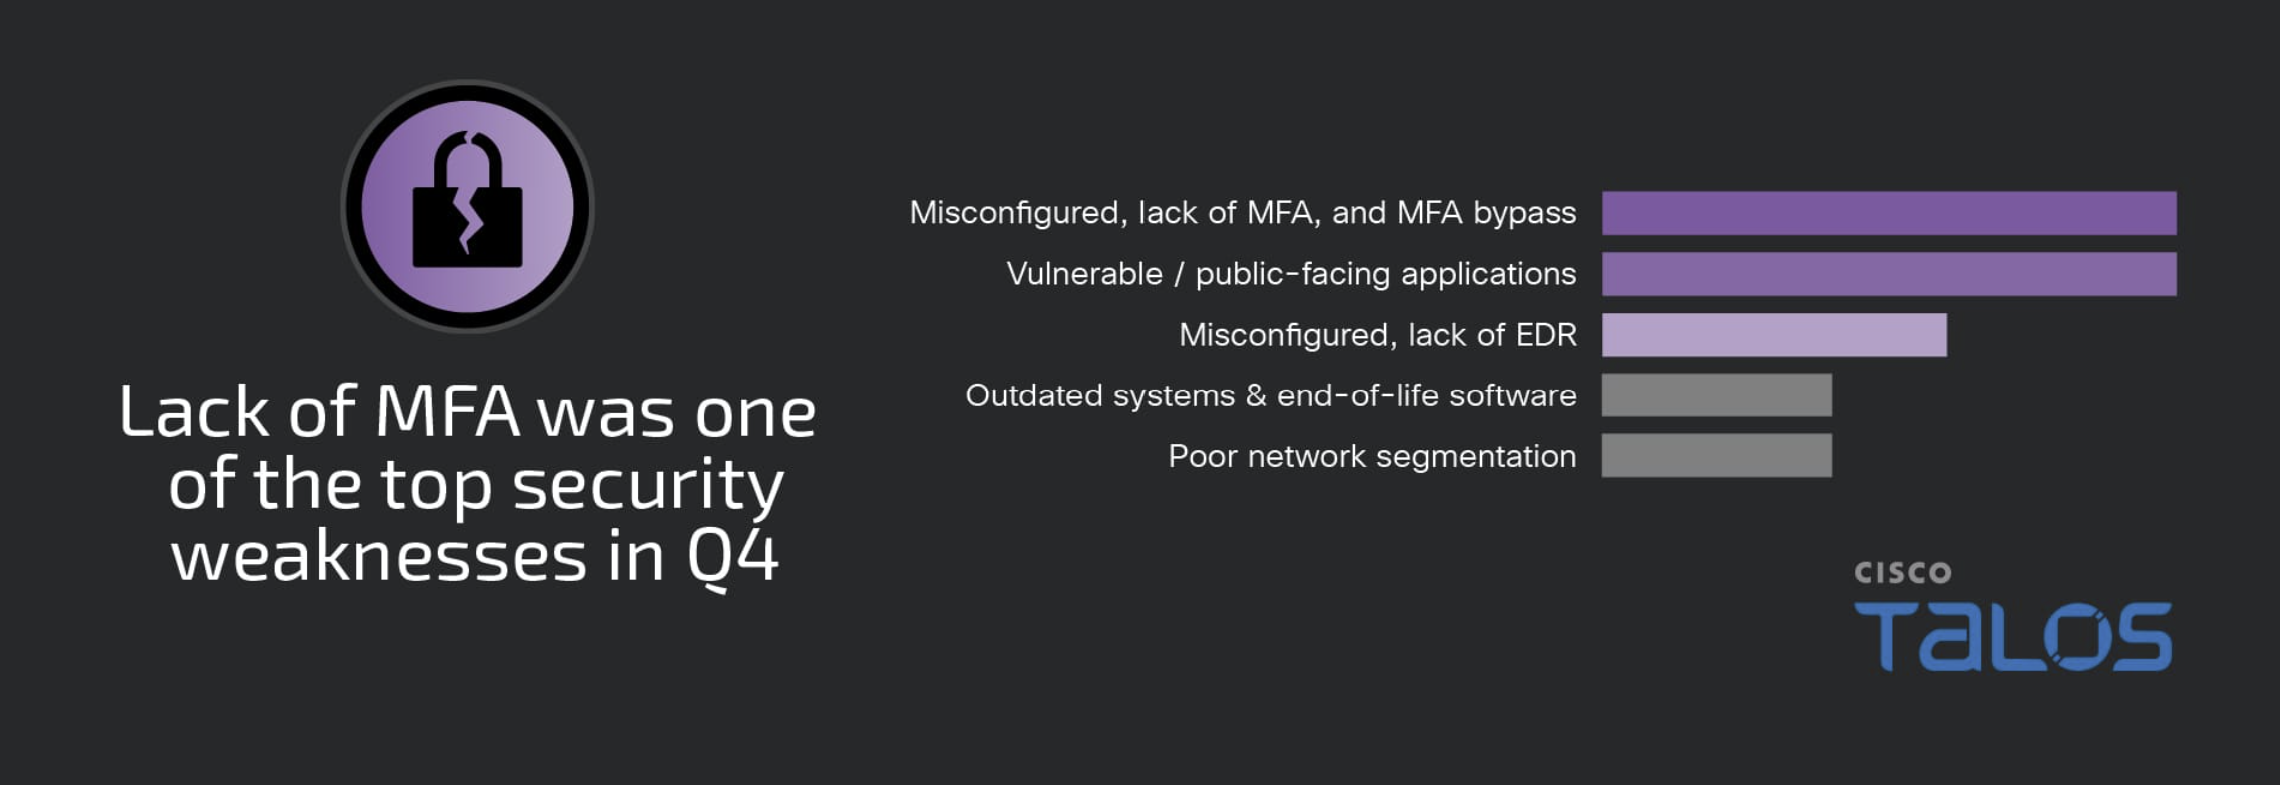 Lack of MFA was one
of the top security
weaknesses in Q4
Misconfigured, lack of MFA, and MFA bypass
Vulnerable / public-facing applications
Misconfigured, lack of EDR
Outdated systems & end-of-life software
Poor network segmentation
CISCO
TALOS